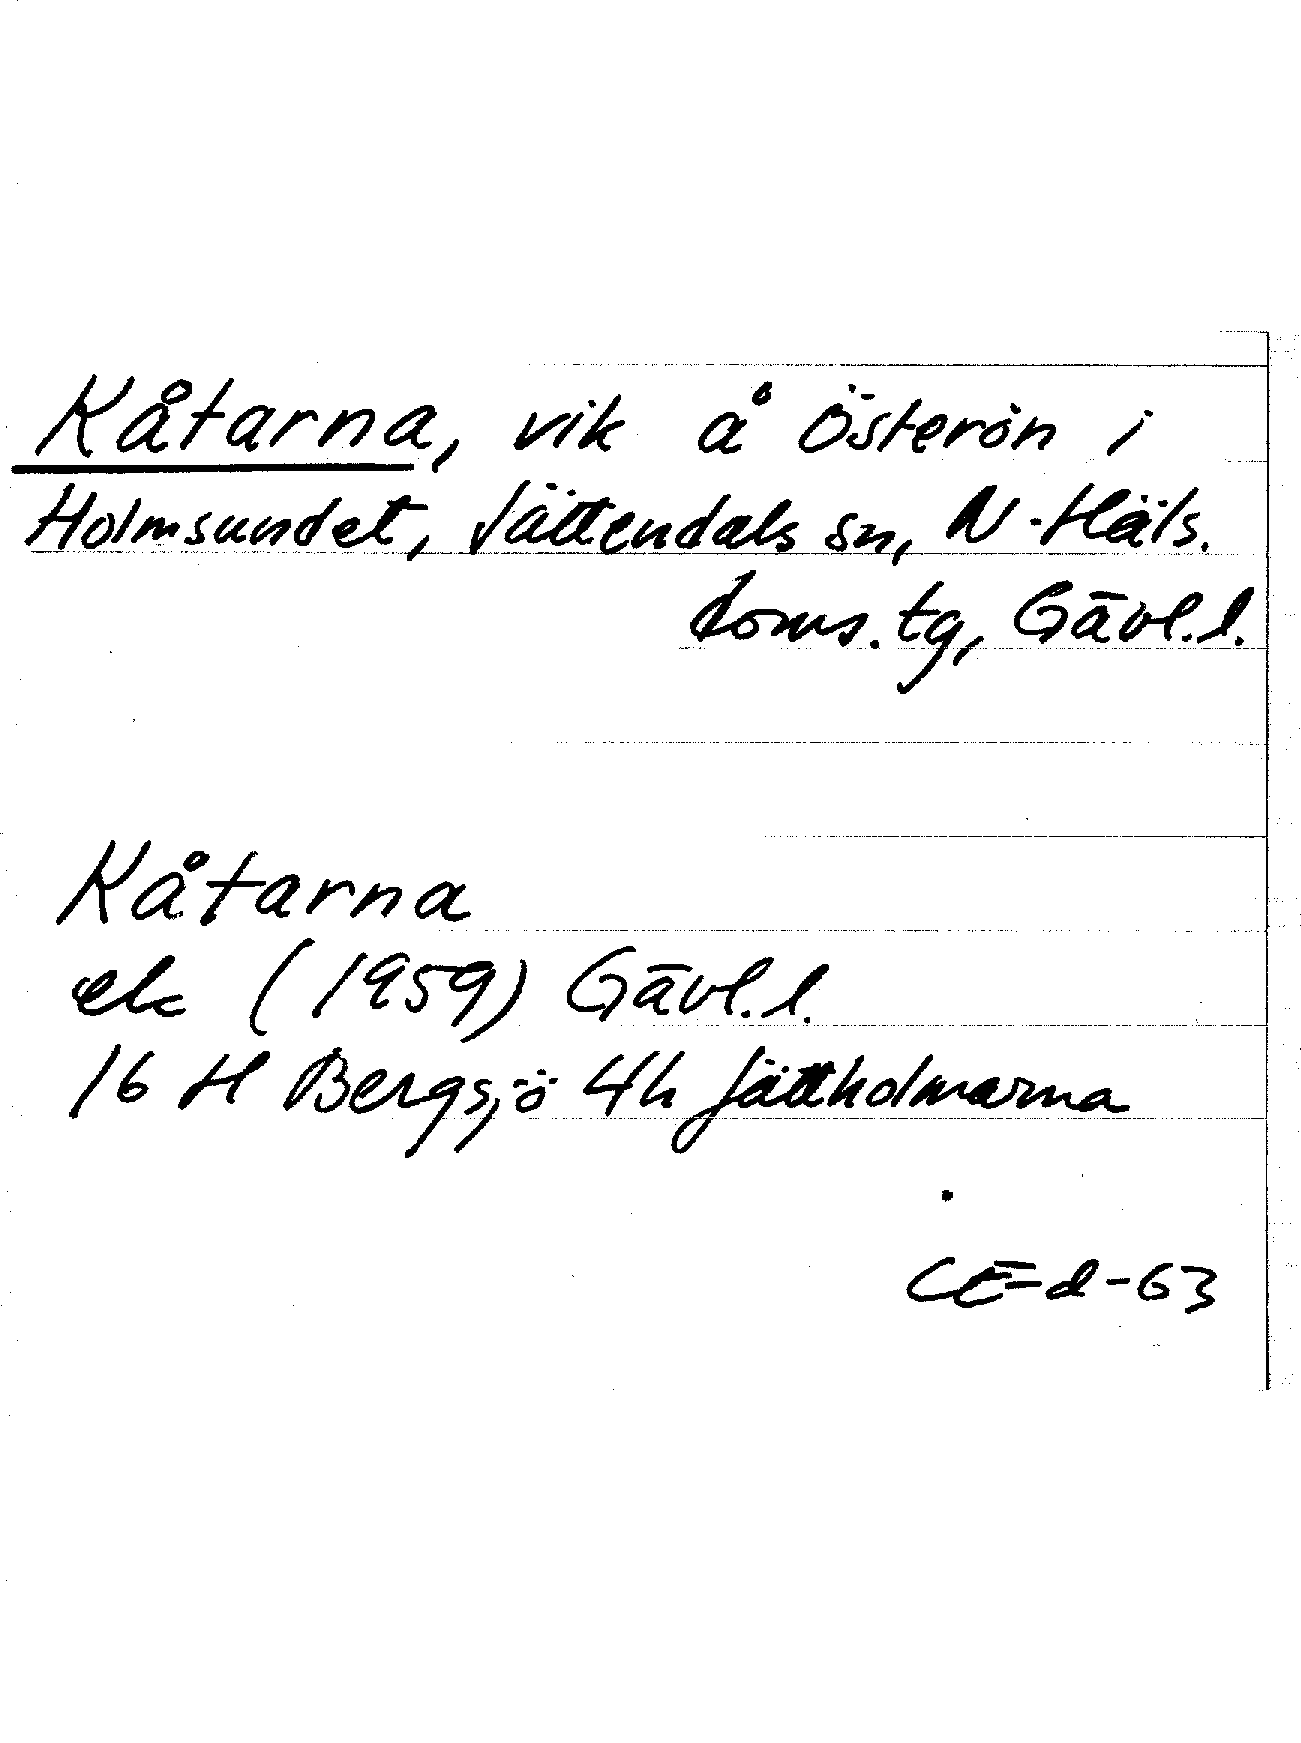 Kåtarna, vik å Österön i
Holmsundet, Jättendals sn, N. Häls.
doms. tg, Gävl. l.
Kåtarna
ek (1959) Gävl. l.
16 H Bergsjö 4h Jättholmarna
CE=d-63